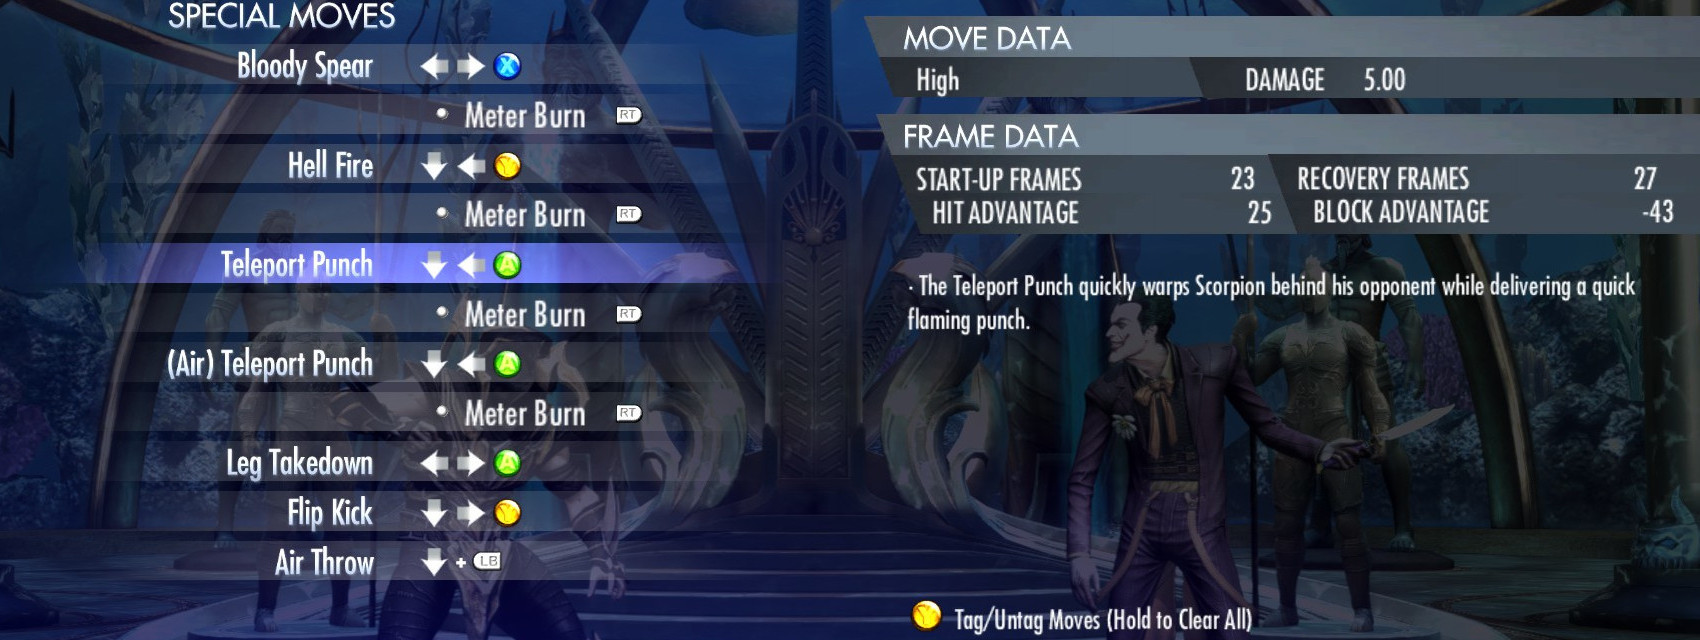 SPECIAL MOVES
Bloody Spear X
Meter Burn RT
Hell Fire Y
Meter Burn RT
Teleport Punch A
Meter Burn RT
(Air) Teleport Punch A
Meter Burn RT
Leg Takedown A
Flip Kick Y
Air Throw + LB
MOVE DATA
High DAMAGE 5.00
FRAME DATA
START-UP FRAMES 23 RECOVERY FRAMES 27
HIT ADVANTAGE 25 BLOCK ADVANTAGE -43
· The Teleport Punch quickly warps Scorpion behind his opponent while delivering a quick
flaming punch.
Y Tag/Untag Moves (Hold to Clear All)